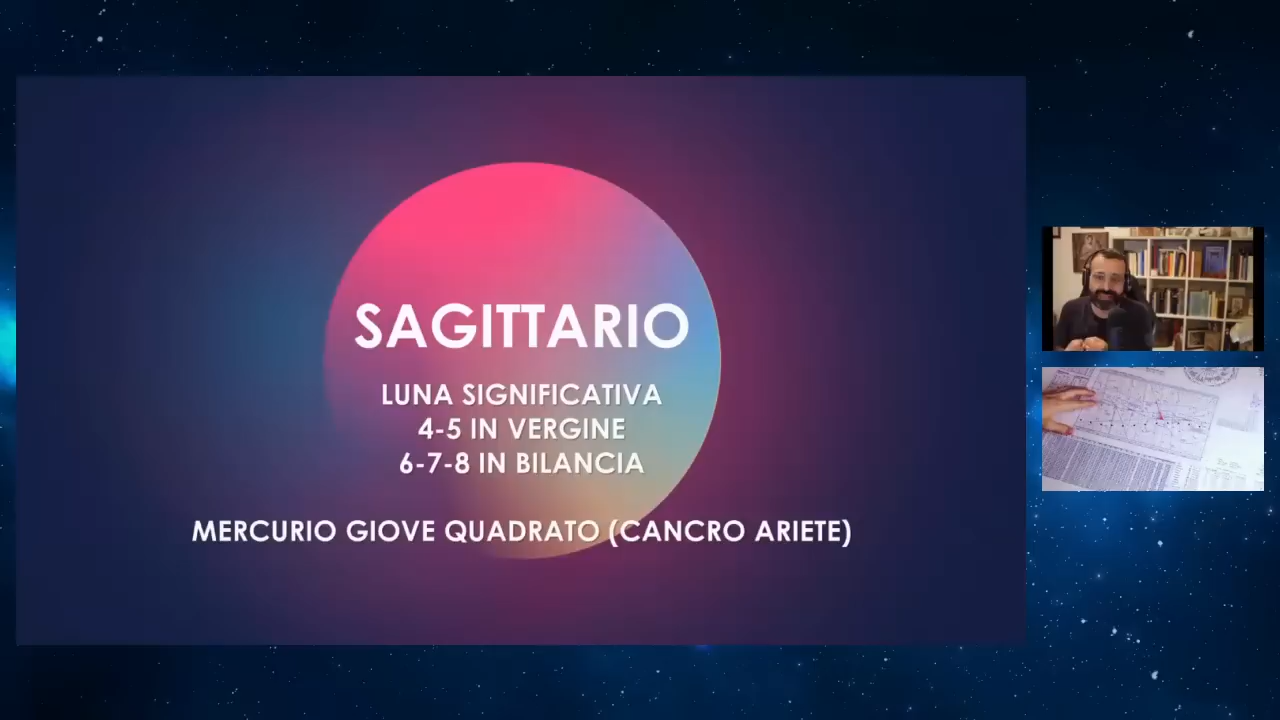 SAGITTARIO
LUNA SIGNIFICATIVA
4-5 IN VERGINE
6-7-8 IN BILANCIA
MERCURIO GIOVE QUADRATO (CANCRO ARIETE)